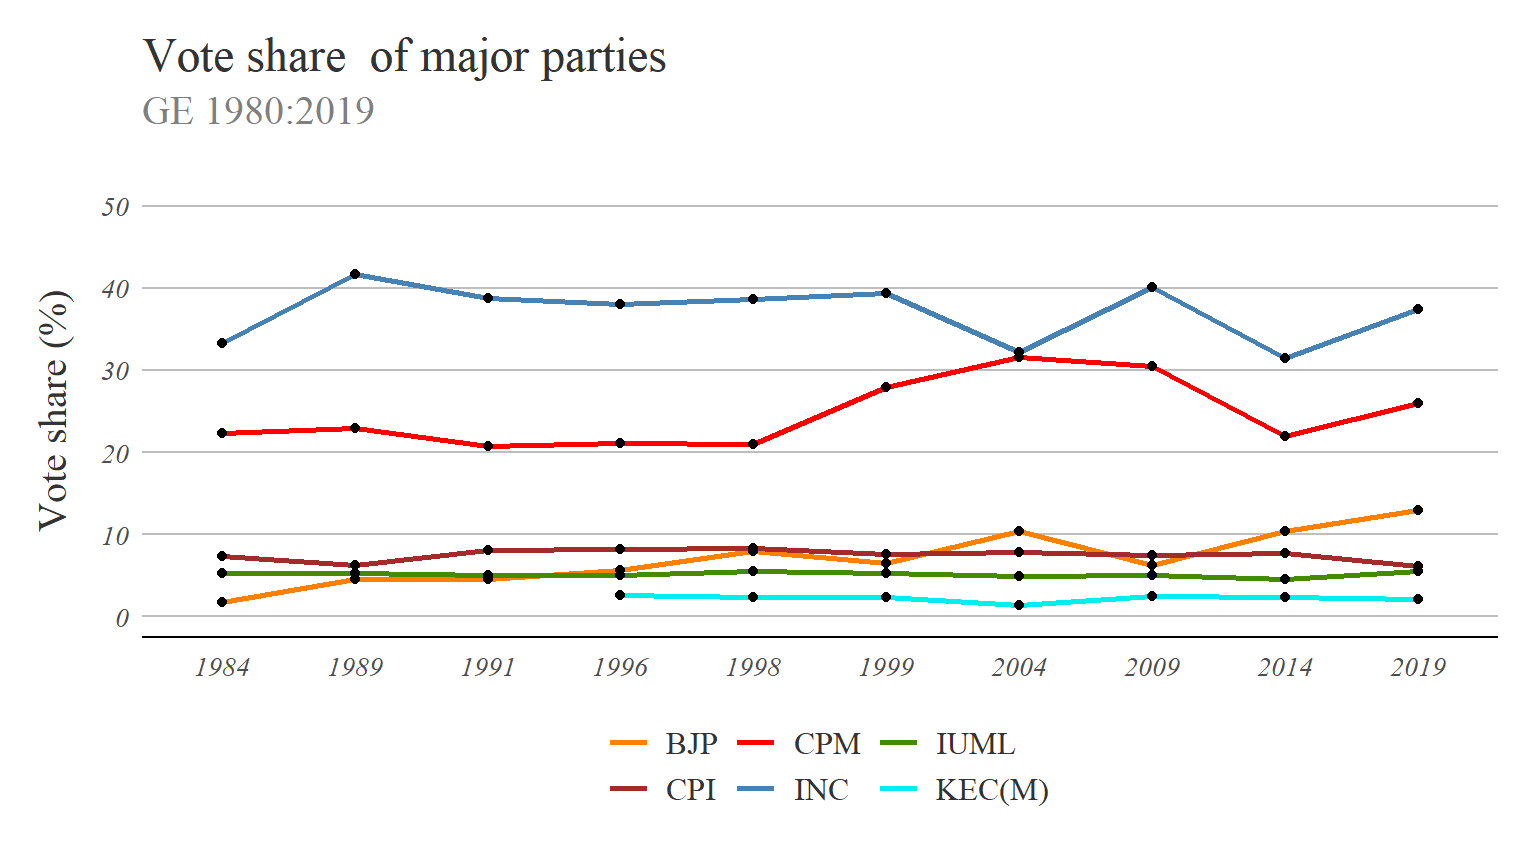 Vote share  of major parties
GE 1980:2019
Vote share (%)
50
40
30
20
10
0
1984 1989 1991 1996 1998 1999 2004 2009 2014 2019
BJP CPM IUML
CPI INC KEC(M)